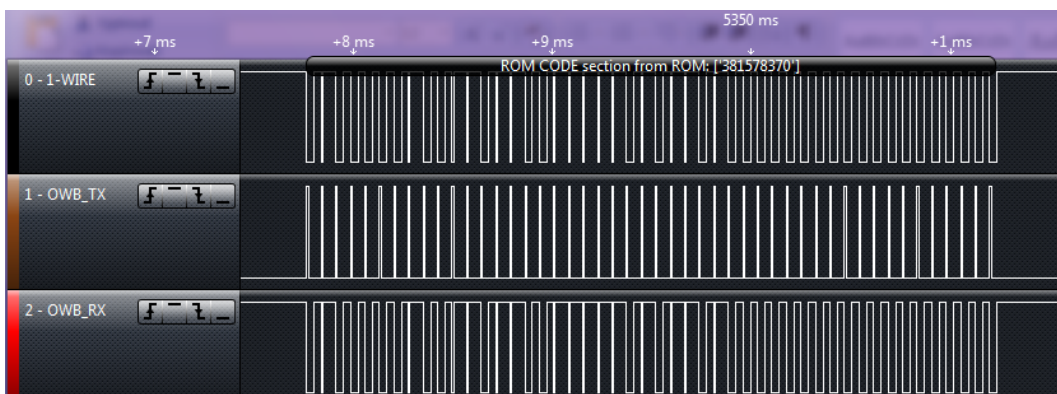 5350 ms
+7 ms +8 ms +9 ms +1 ms
ROM CODE section from ROM: ['381578370']
0 - 1-WIRE
1 - OWB_TX
2 - OWB_RX